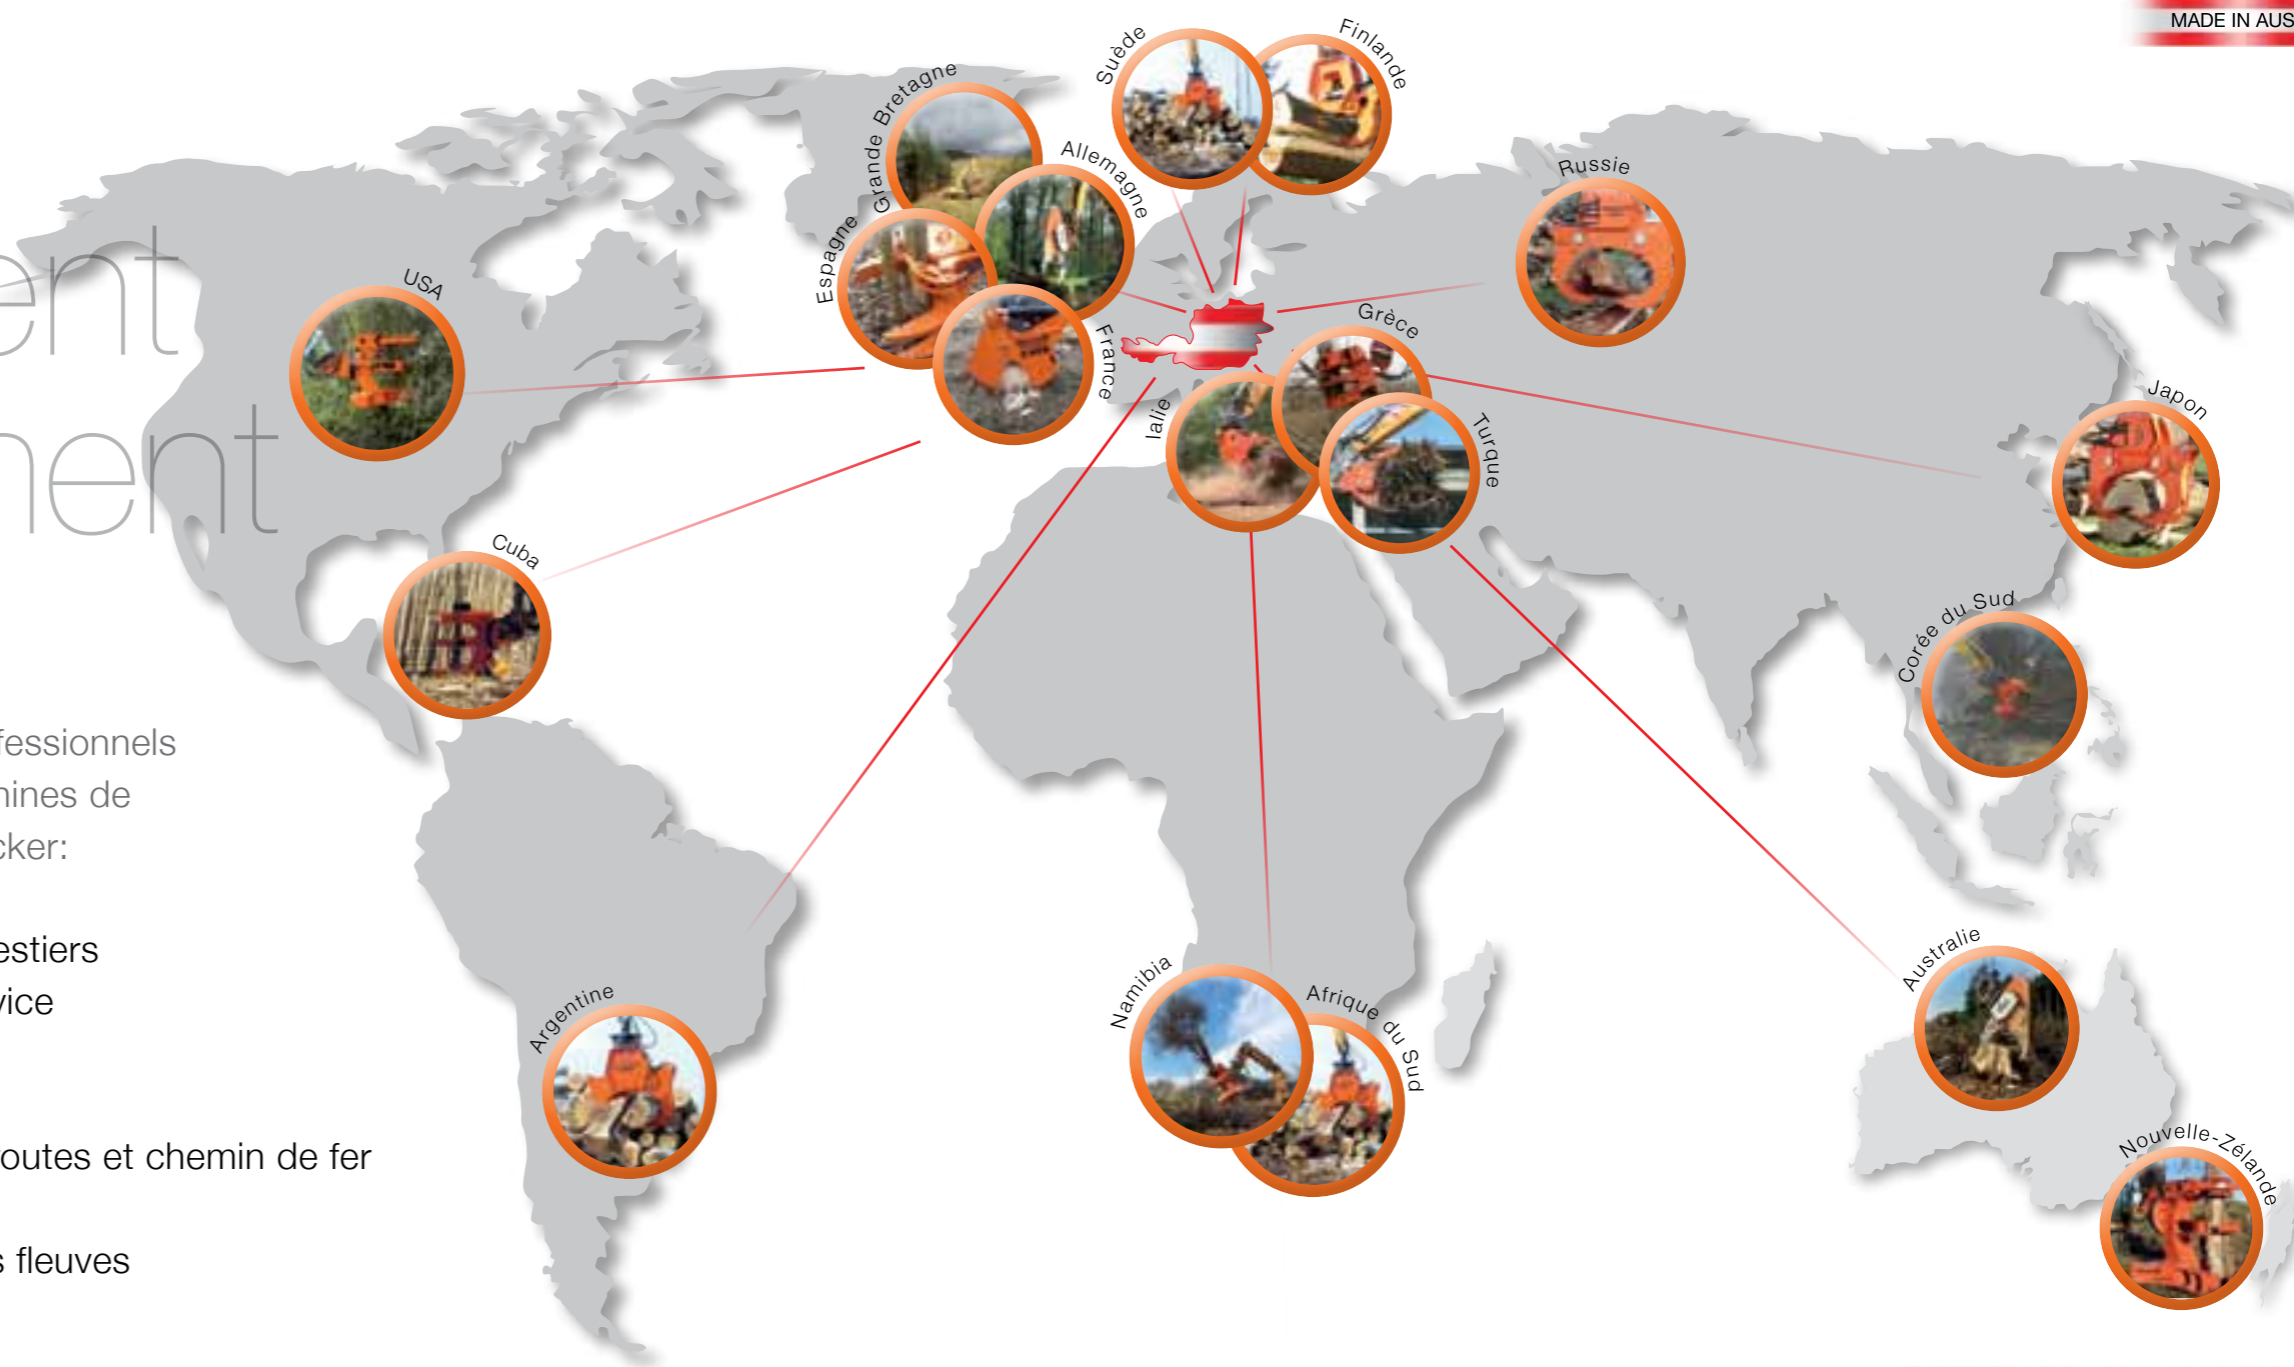 MADE IN AUS
ent
nent
fessionnels
nines de
cker:
estiers
vice
outes et chemin de fer
s fleuves
USA
Cuba
Argentine
Grande Bretagne
Espagne
Allemagne
France
Suède
Finlande
Russie
Grèce
Ialie
Turque
Japon
Corée du Sud
Namibia
Afrique du Sud
Australie
Nouvelle-Zélande